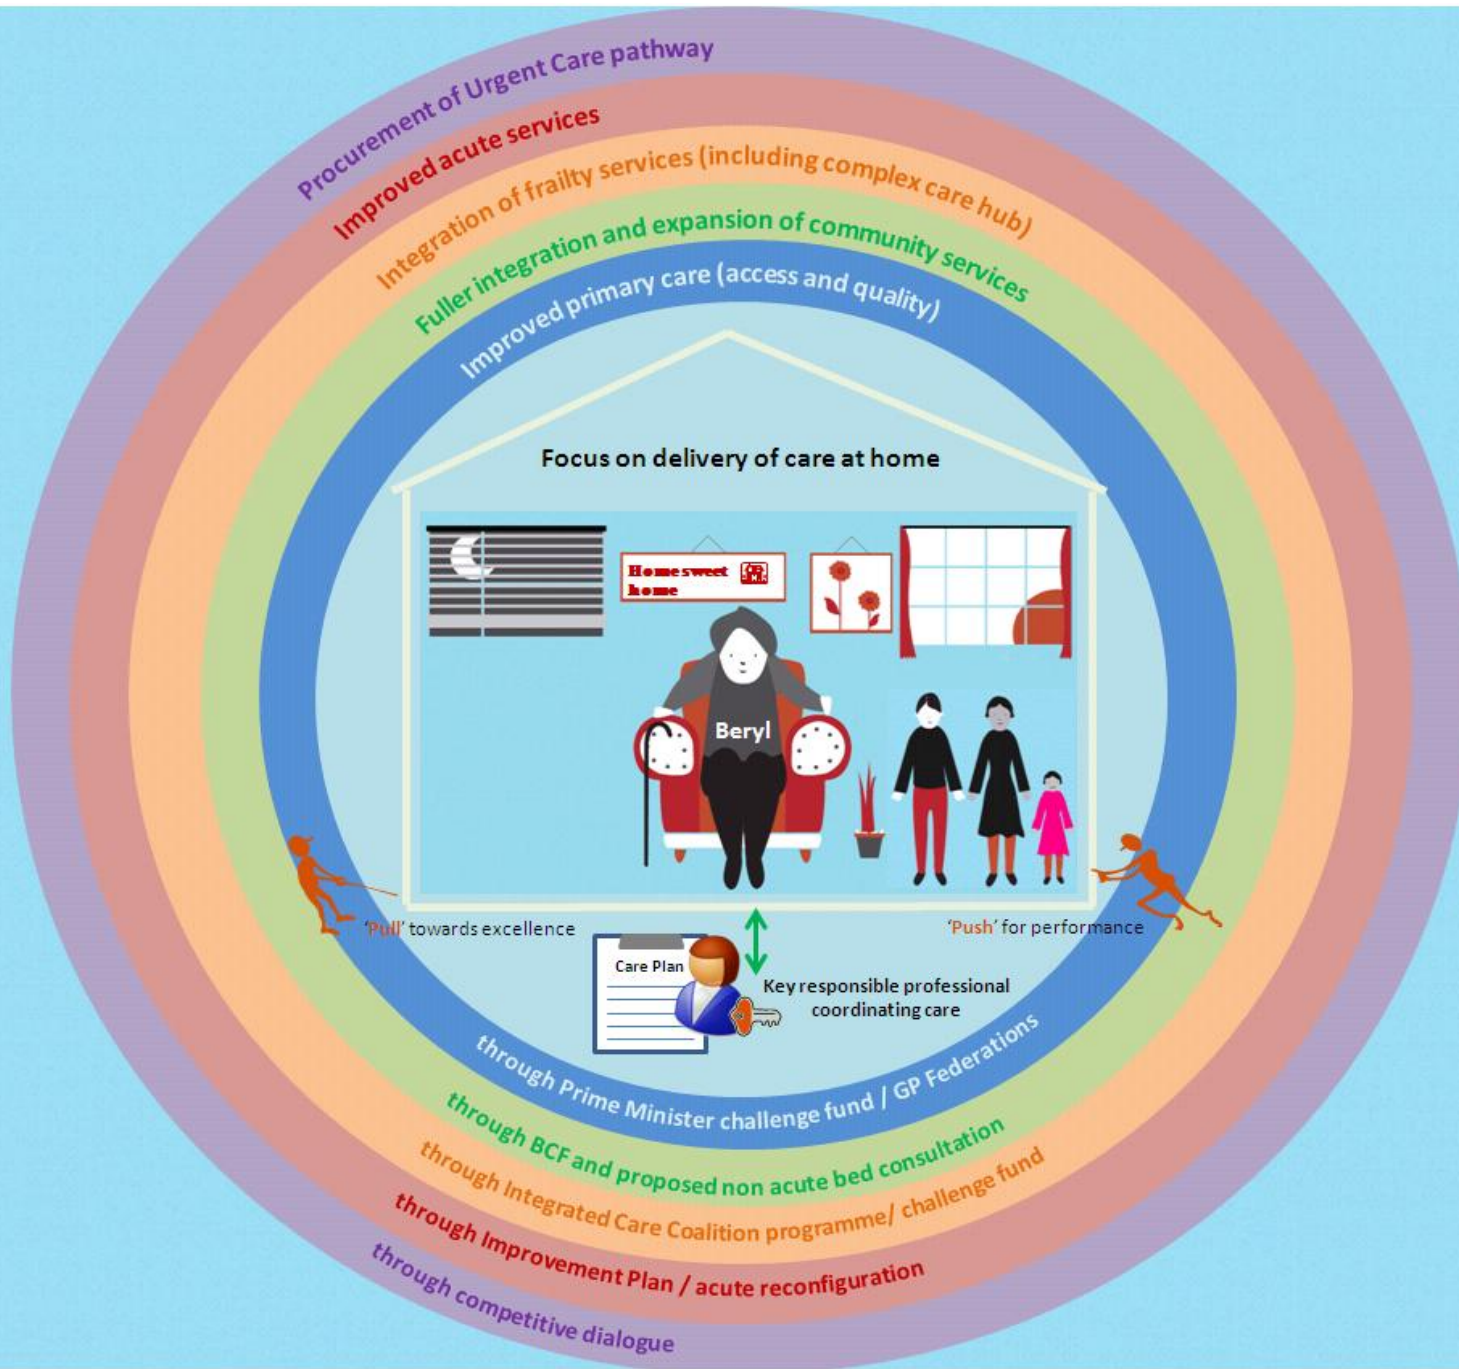 Procurement of Urgent Care pathway
Improved acute services
Integration of frailty services (including complex care hub)
Fuller integration and expansion of community services
Improved primary care (access and quality)
Focus on delivery of care at home
Home sweet
home
Beryl
'Pull' towards excellence
'Push' for performance
Care Plan
Key responsible professional
coordinating care
through Prime Minister challenge fund / GP Federations
through BCF and proposed non acute bed consultation
through Integrated Care Coalition programme/ challenge fund
through Improvement Plan / acute reconfiguration
through competitive dialogue